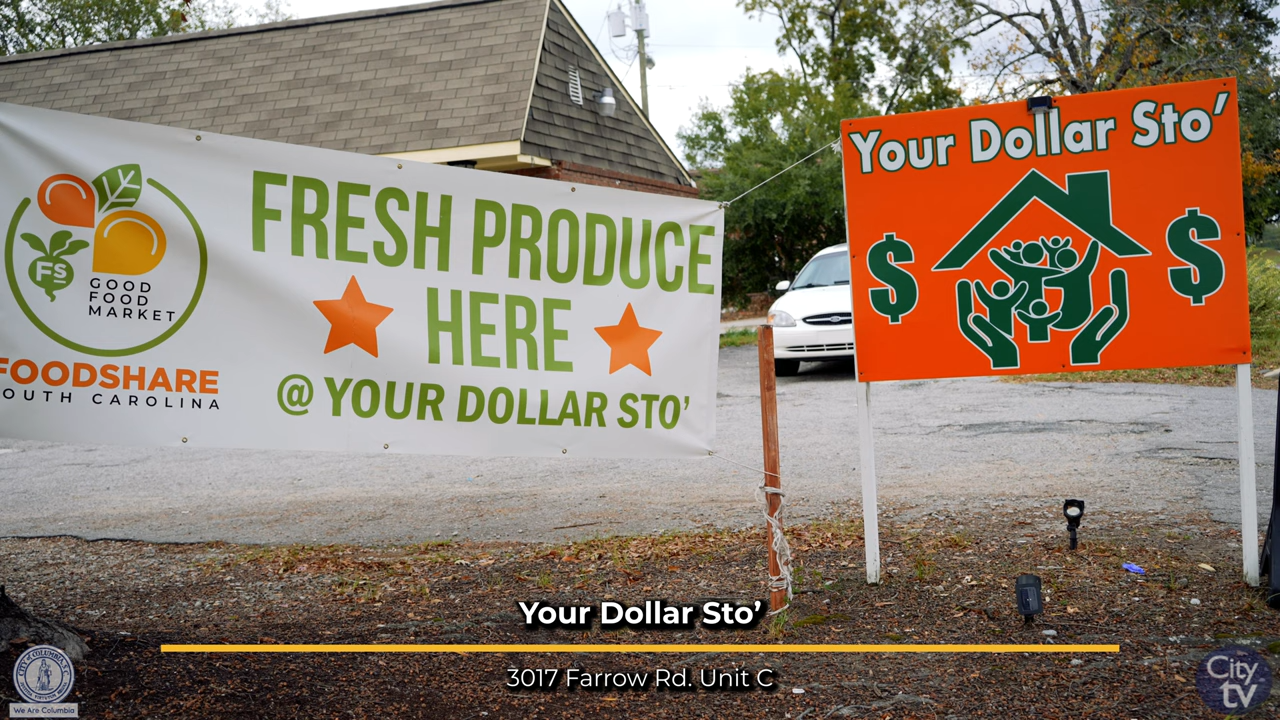 FS
GOOD
FOOD
MARKET
FOODSHARE
OUTH CAROLINA
FRESH PRODUCE
HERE
@ YOUR DOLLAR STO'
Your Dollar Sto'
$ $
Your Dollar Sto'
3017 Farrow Rd. Unit C
We Are Columbia
City
tv